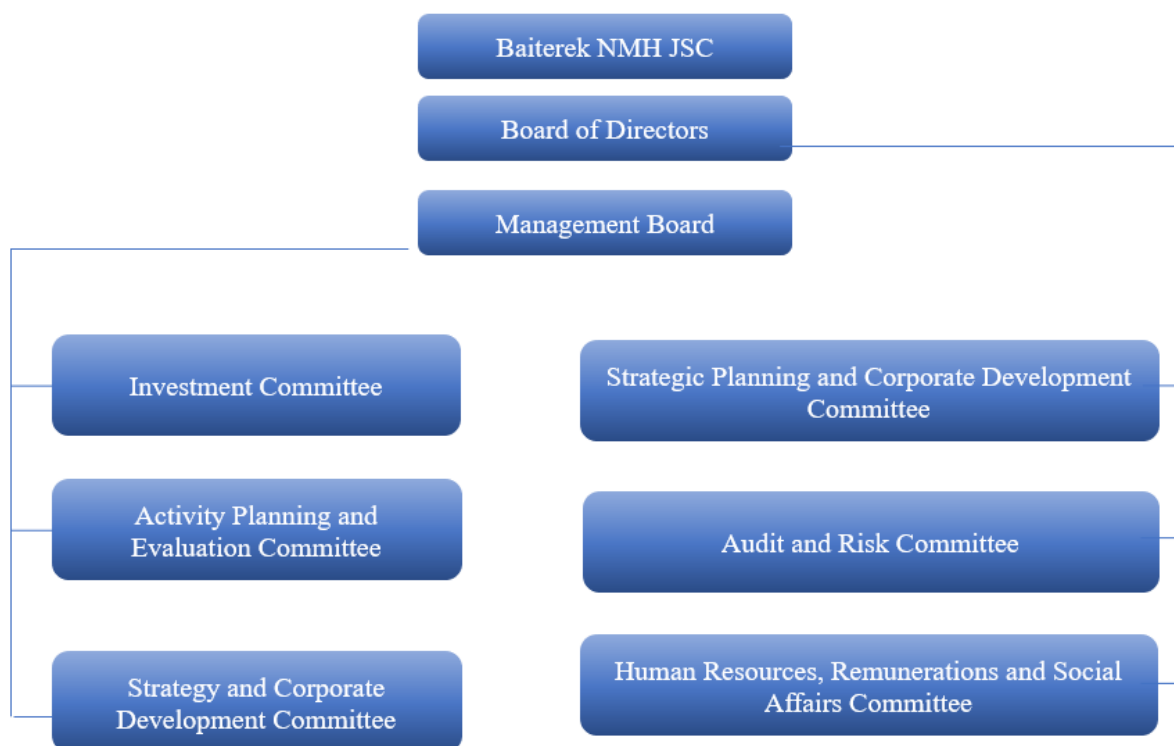 Baiterek NMH JSC
Board of Directors
Management Board
Investment Committee
Activity Planning and
Evaluation Committee
Strategy and Corporate
Development Committee
Strategic Planning and Corporate Development
Committee
Audit and Risk Committee
Human Resources, Remunerations and Social
Affairs Committee